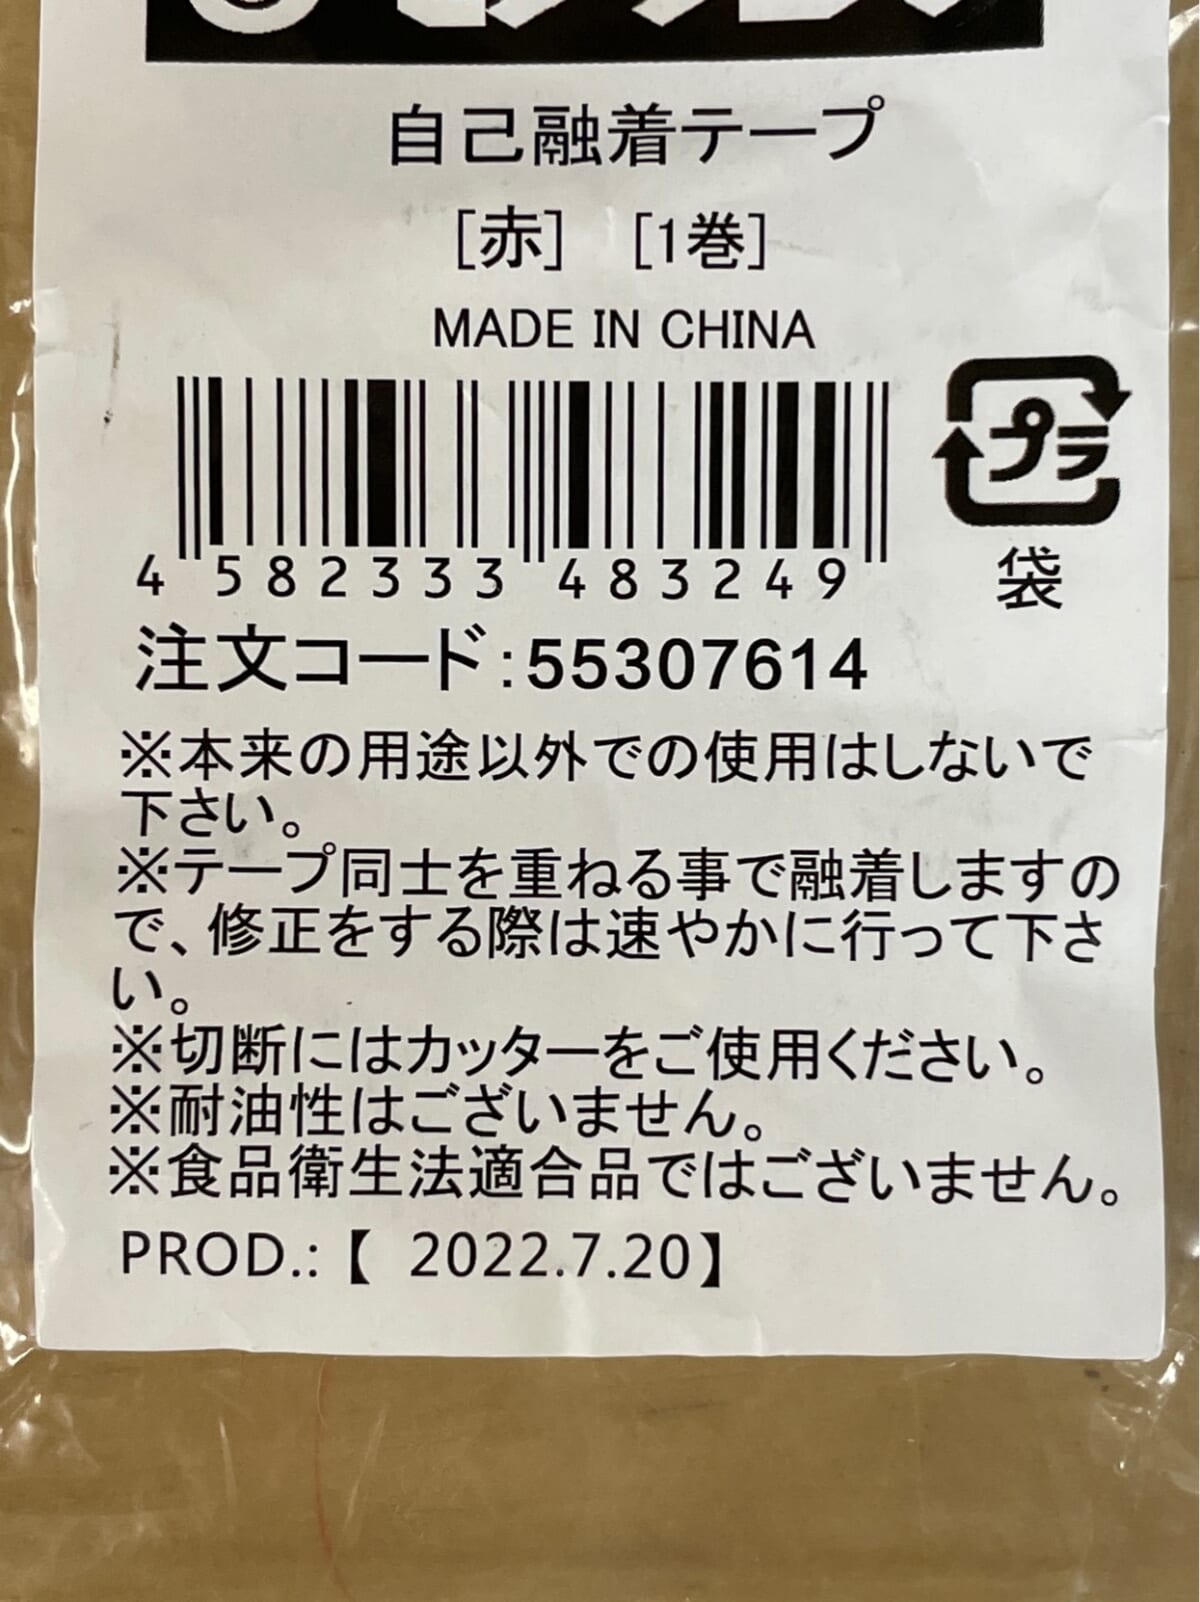 自己融着テープ
[赤] [1巻]
MADE IN CHINA
プラ
4 582333 483249
袋
注文コード:55307614
※本来の用途以外での使用はしないで
下さい。
※テープ同士を重ねる事で融着しますの
で、修正をする際は速やかに行って下さ
い。
※切断にはカッターをご使用ください。
※耐油性はございません。
※食品衛生法適合品ではございません。
PROD.:【 2022.7.20】